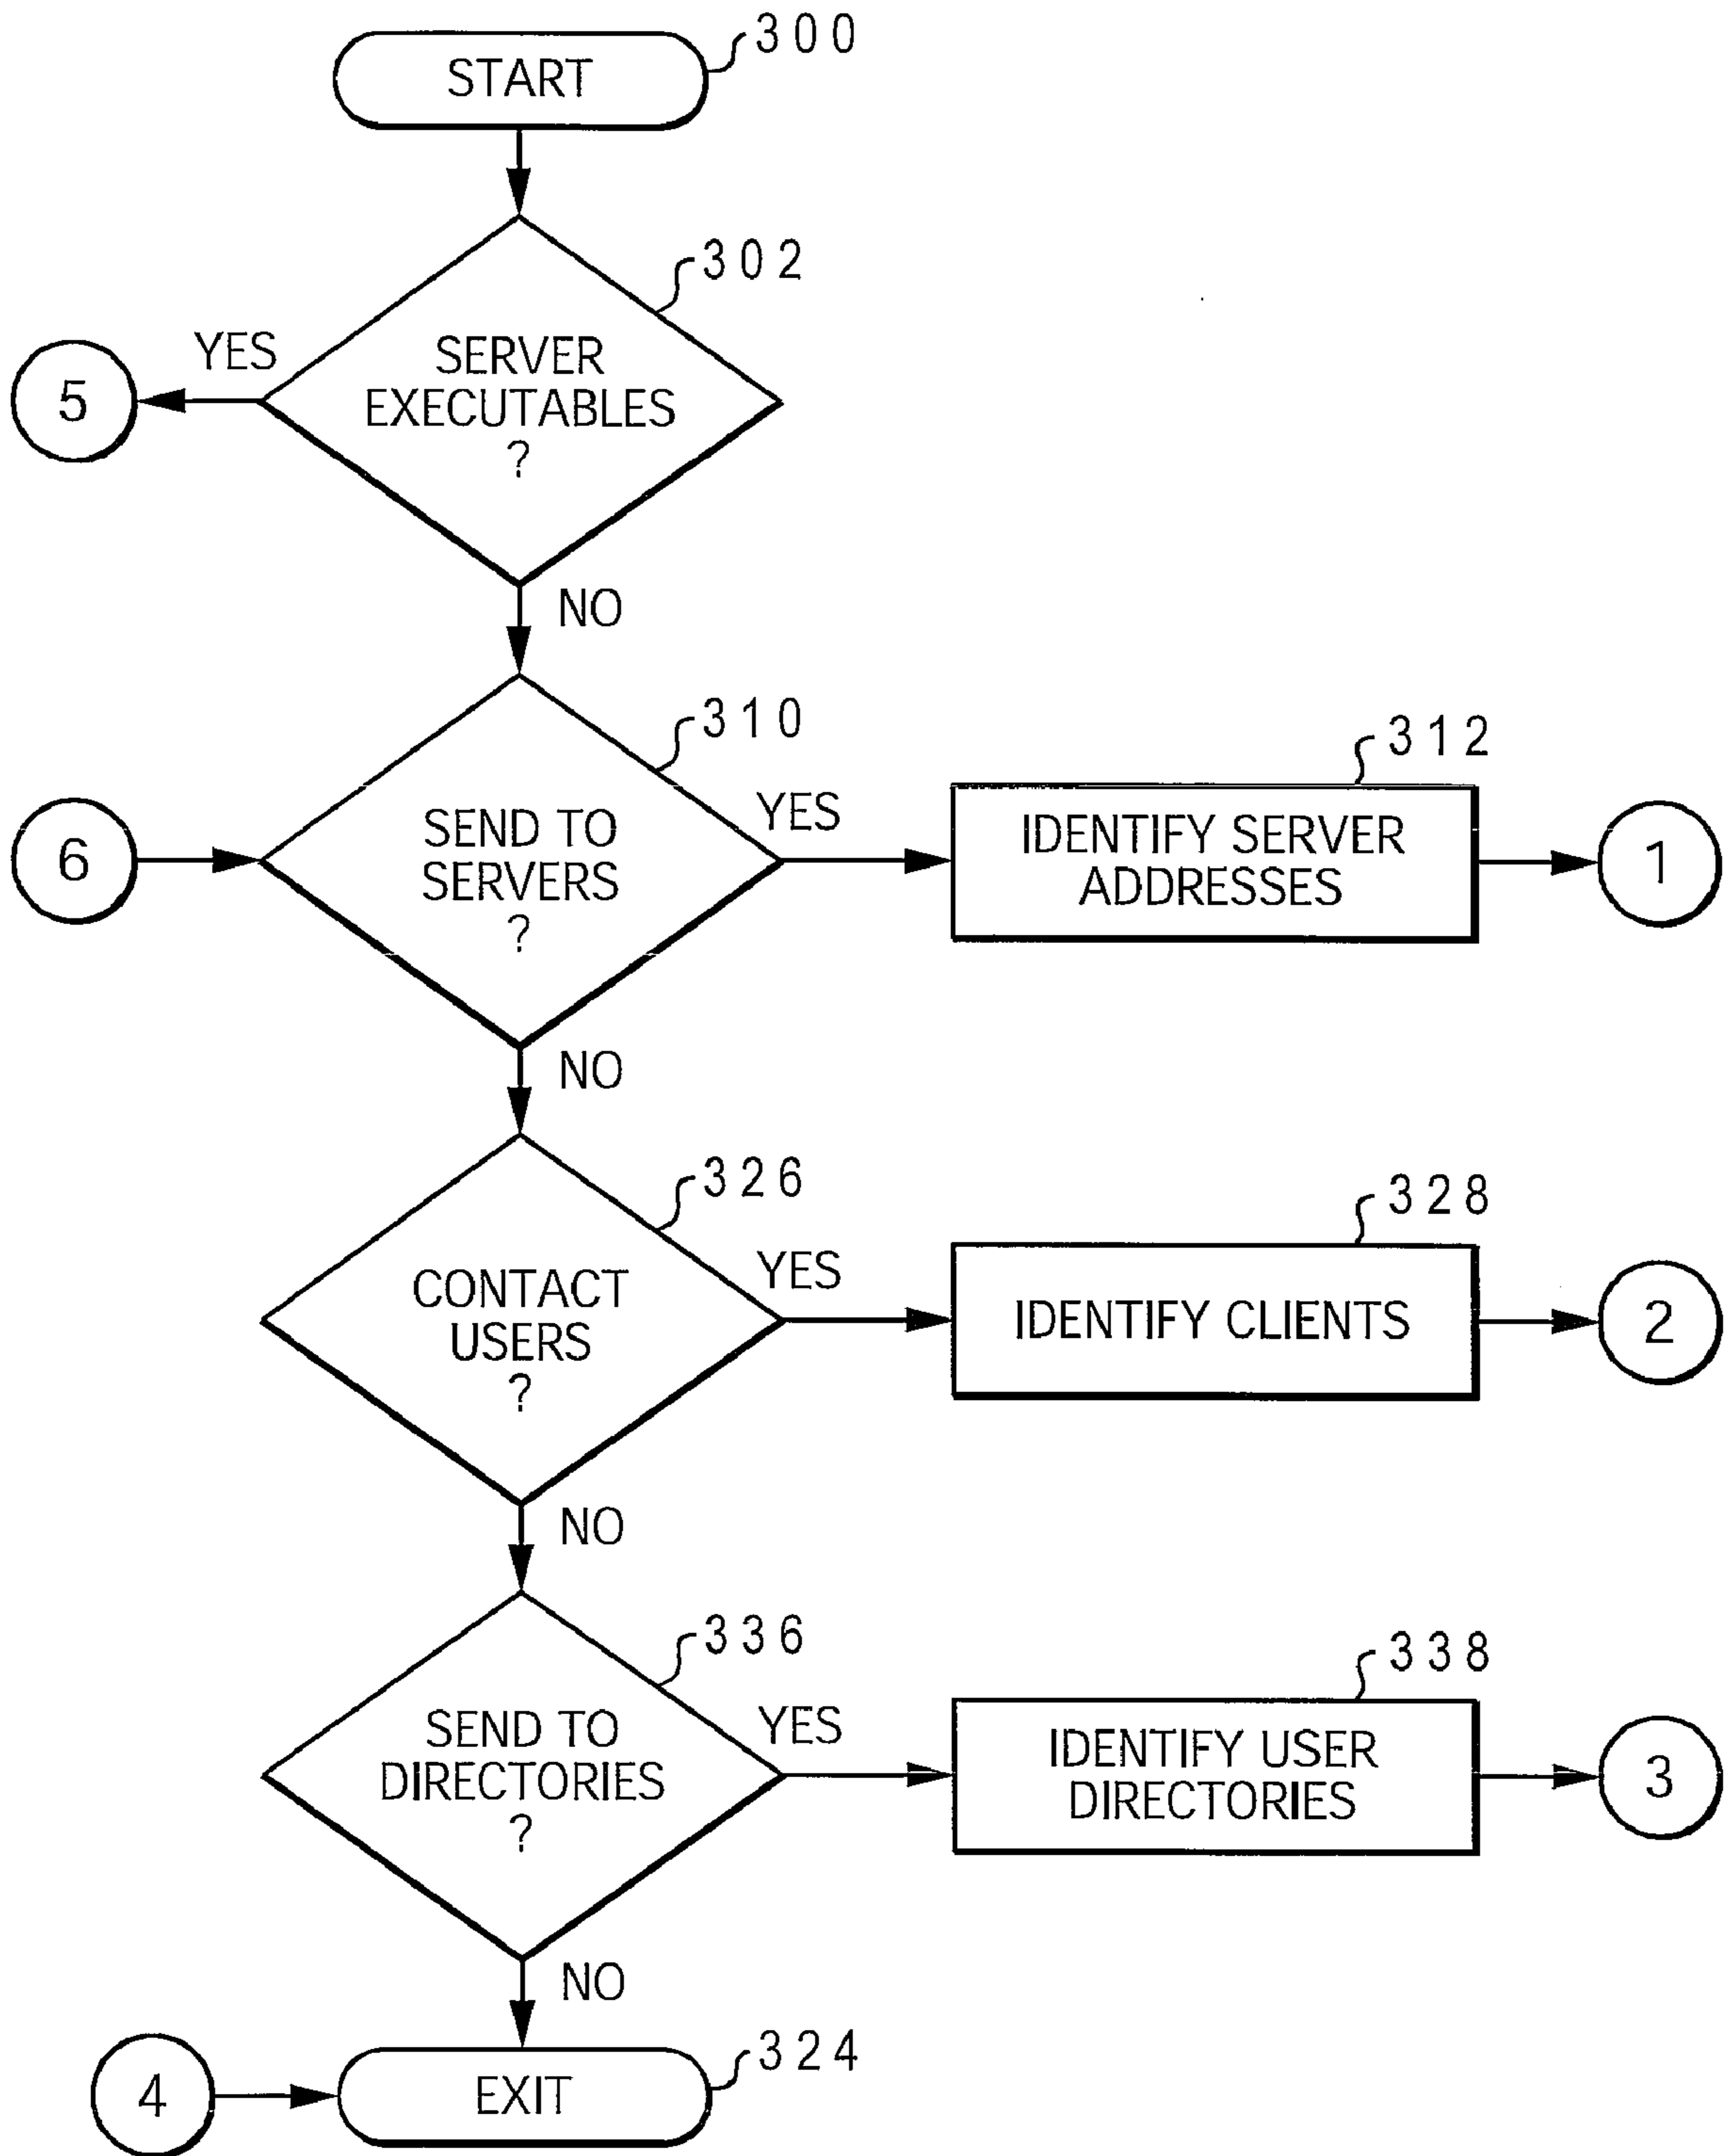 START
300
302
YES
SERVER
EXECUTABLES
?
5
NO
310
312
6
SEND TO
SERVERS
?
YES
IDENTIFY SERVER
ADDRESSES
1
NO
326
328
CONTACT
USERS
?
YES
IDENTIFY CLIENTS
2
NO
336
338
SEND TO
DIRECTORIES
?
YES
IDENTIFY USER
DIRECTORIES
3
NO
324
4
EXIT